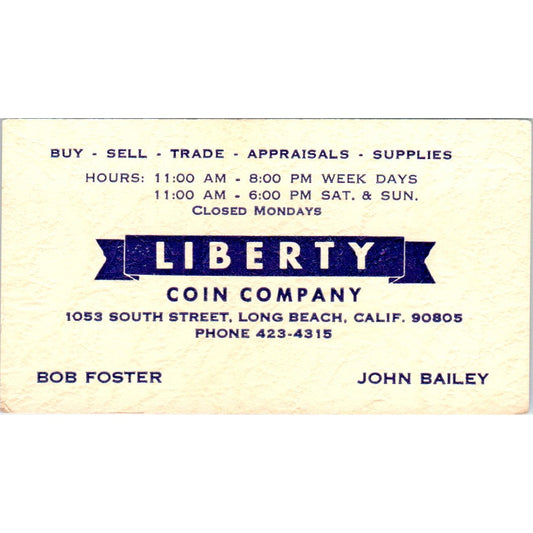 BUY - SELL - TRADE - APPRAISALS - SUPPLIES
HOURS: 11:00 AM - 8:00 PM WEEK DAYS
11:00 AM - 6:00 PM SAT. & SUN.
CLOSED MONDAYS
LIBERTY
COIN COMPANY
1053 SOUTH STREET, LONG BEACH, CALIF. 90805
PHONE 423-4315
BOB FOSTER JOHN BAILEY